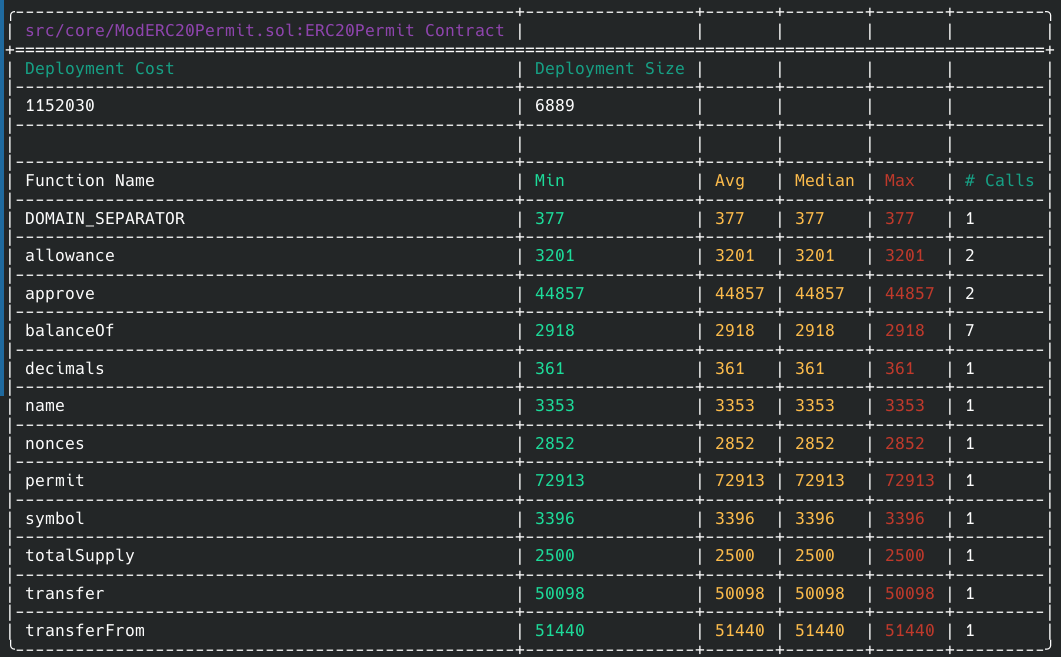 src/core/ModERC20Permit.sol:ERC20Permit Contract
Deployment Cost | Deployment Size
1152030 | 6889
Function Name | Min | Avg | Median | Max | # Calls
DOMAIN_SEPARATOR | 377 | 377 | 377 | 377 | 1
allowance | 3201 | 3201 | 3201 | 3201 | 2
approve | 44857 | 44857 | 44857 | 44857 | 2
balanceOf | 2918 | 2918 | 2918 | 2918 | 7
decimals | 361 | 361 | 361 | 361 | 1
name | 3353 | 3353 | 3353 | 3353 | 1
nonces | 2852 | 2852 | 2852 | 2852 | 1
permit | 72913 | 72913 | 72913 | 72913 | 1
symbol | 3396 | 3396 | 3396 | 3396 | 1
totalSupply | 2500 | 2500 | 2500 | 2500 | 1
transfer | 50098 | 50098 | 50098 | 50098 | 1
transferFrom | 51440 | 51440 | 51440 | 51440 | 1